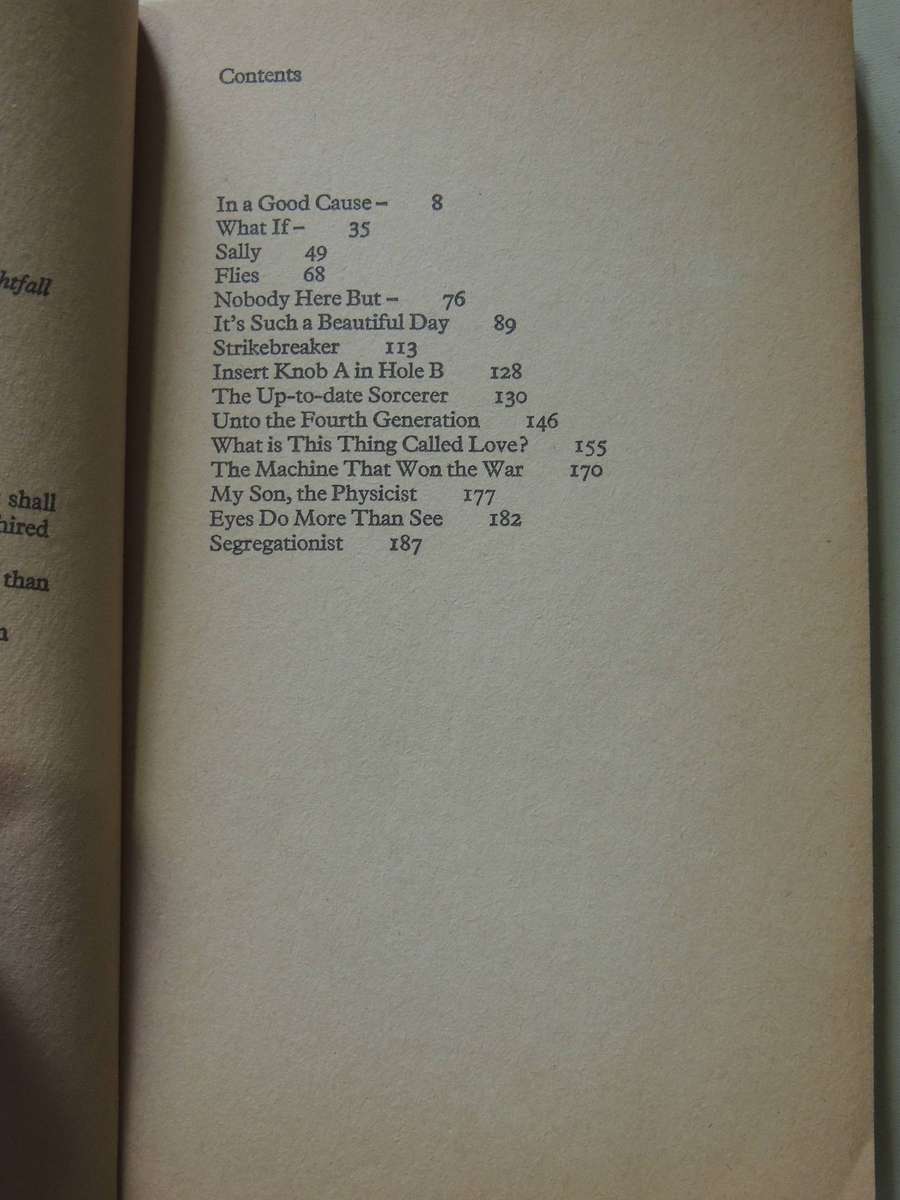 htfall
shall
hired
than
Contents
In a Good Cause – 8
What If – 35
Sally 49
Flies 68
Nobody Here But – 76
It's Such a Beautiful Day 89
Strikebreaker 113
Insert Knob A in Hole B 128
The Up-to-date Sorcerer 130
Unto the Fourth Generation 146
What is This Thing Called Love? 155
The Machine That Won the War 170
My Son, the Physicist 177
Eyes Do More Than See 182
Segregationist 187